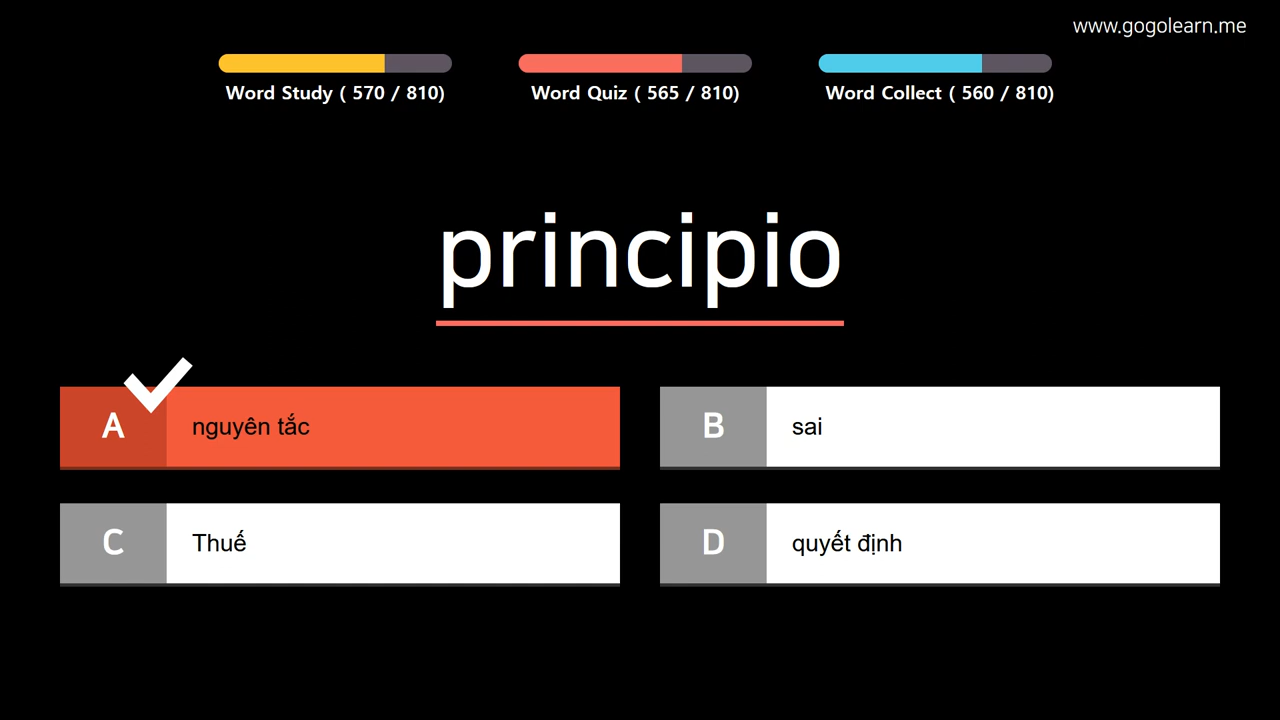 www.gogolearn.me
Word Study ( 570 / 810)
Word Quiz ( 565 / 810)
Word Collect ( 560 / 810)
principio
A nguyên tắc
B sai
C Thuế
D quyết định